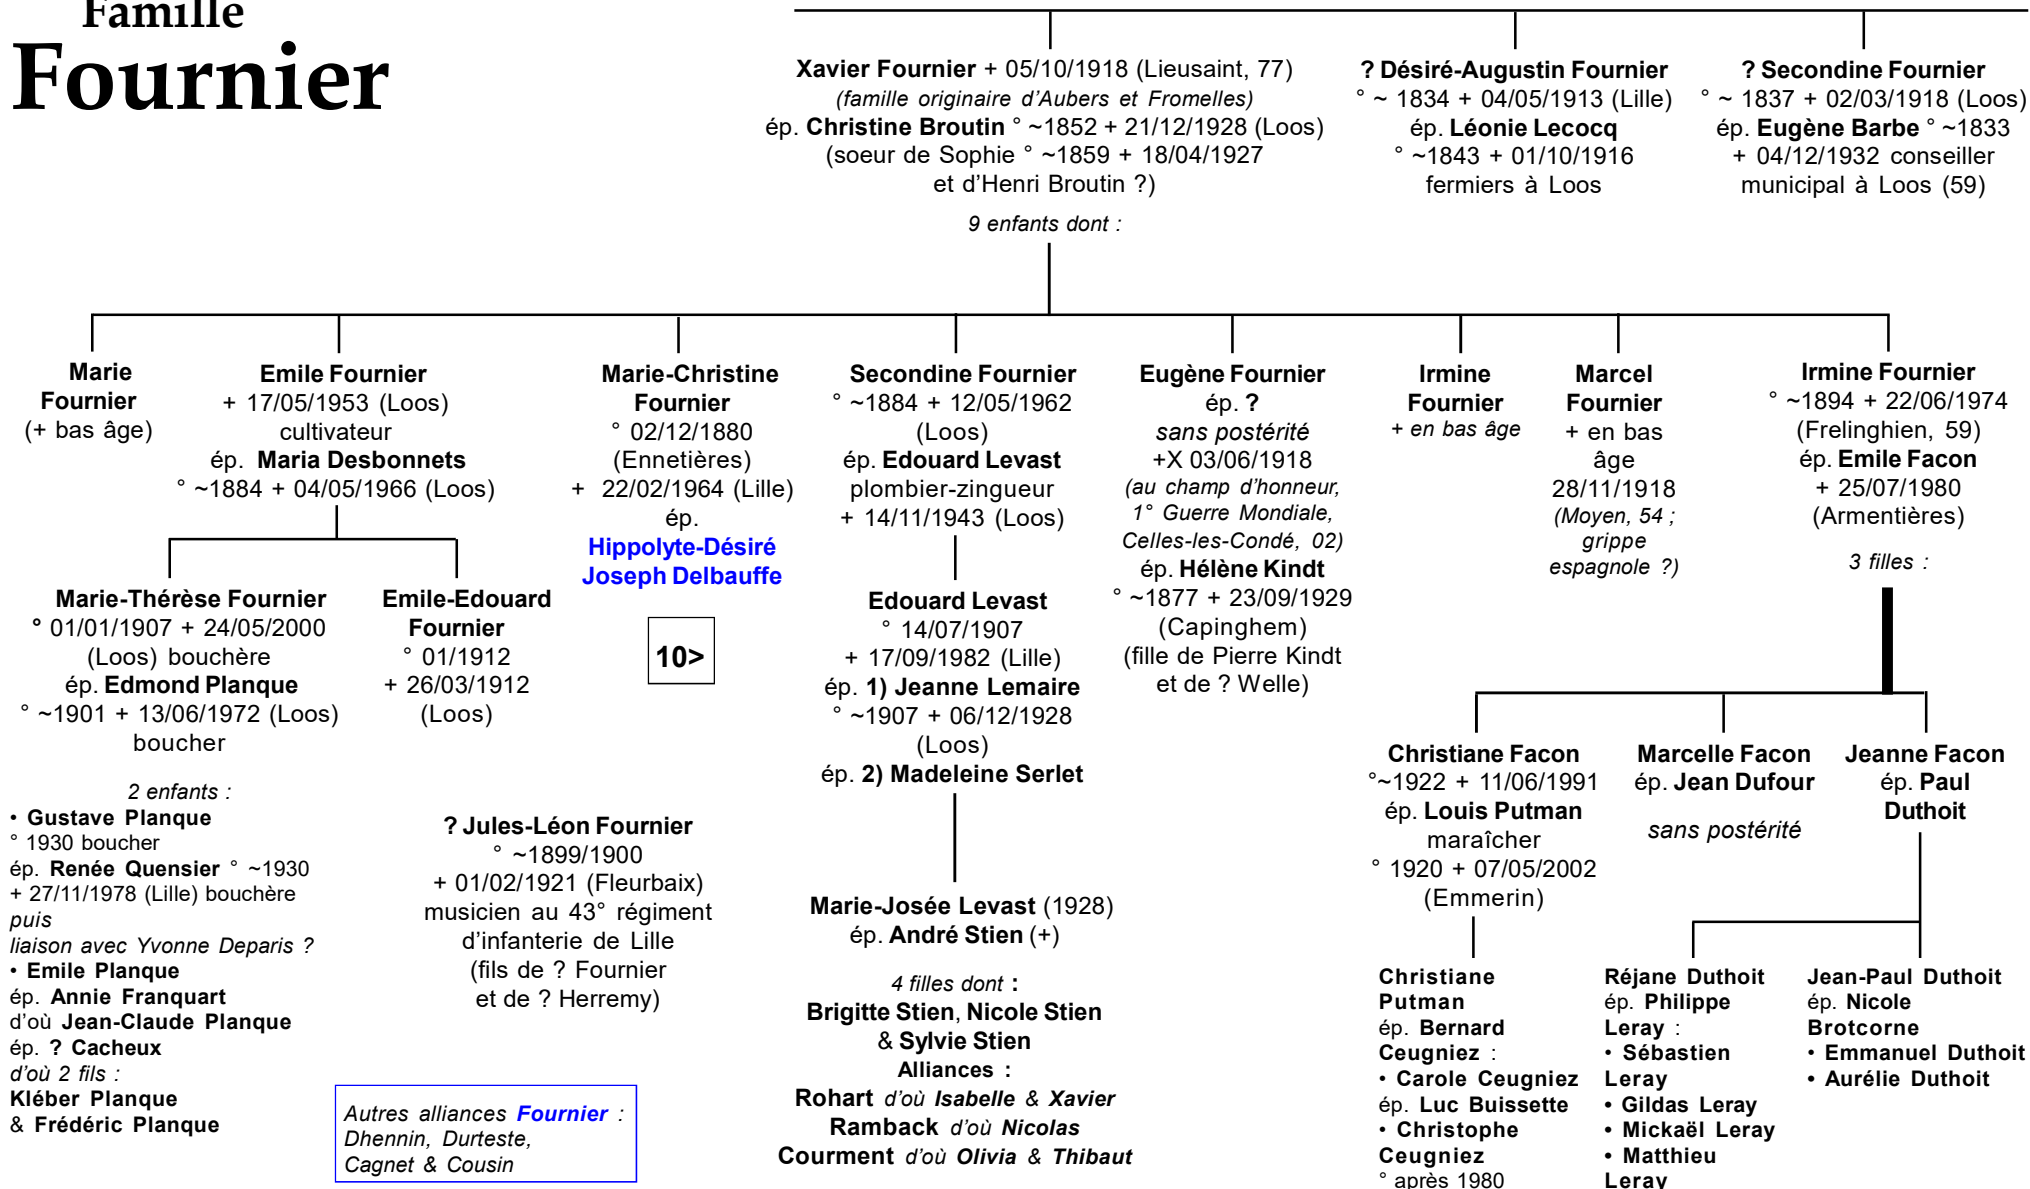 Famille
Fournier
Xavier Fournier + 05/10/1918 (Lieusaint, 77)
(famille originaire d'Aubers et Fromelles)
ép. Christine Broutin ° ~1852 + 21/12/1928 (Loos)
(soeur de Sophie ° ~1859 + 18/04/1927
et d'Henri Broutin ?)
9 enfants dont :
? Désiré-Augustin Fournier
° ~ 1834 + 04/05/1913 (Lille)
ép. Léonie Lecocq
° ~1843 + 01/10/1916
fermiers à Loos
? Secondine Fournier
° ~ 1837 + 02/03/1918 (Loos)
ép. Eugène Barbe ° ~1833
+ 04/12/1932 conseiller
municipal à Loos (59)
Marie
Fournier
(+ bas âge)
Emile Fournier
+ 17/05/1953 (Loos)
cultivateur
ép. Maria Desbonnets
° ~1884 + 04/05/1966 (Loos)
Marie-Christine
Fournier
° 02/12/1880
(Ennetières)
+ 22/02/1964 (Lille)
ép.
Hippolyte-Désiré
Joseph Delbauffe
10>
Secondine Fournier
° ~1884 + 12/05/1962
(Loos)
ép. Edouard Levast
plombier-zingueur
+ 14/11/1943 (Loos)
Eugène Fournier
ép. ?
sans postérité
+X 03/06/1918
(au champ d'honneur,
1° Guerre Mondiale,
Celles-les-Condé, 02)
ép. Hélène Kindt
° ~1877 + 23/09/1929
(Capinghem)
(fille de Pierre Kindt
et de ? Welle)
Irmine
Fournier
+ en bas âge
Marcel
Fournier
+ en bas
âge
28/11/1918
(Moyen, 54 ;
grippe
espagnole ?)
Irmine Fournier
° ~1894 + 22/06/1974
(Frelinghien, 59)
ép. Emile Facon
+ 25/07/1980
(Armentières)
3 filles :
Marie-Thérèse Fournier
° 01/01/1907 + 24/05/2000
(Loos) bouchère
ép. Edmond Planque
° ~1901 + 13/06/1972 (Loos)
boucher
2 enfants :
• Gustave Planque
° 1930 boucher
ép. Renée Quensier ° ~1930
+ 27/11/1978 (Lille) bouchère
puis
liaison avec Yvonne Deparis ?
• Emile Planque
ép. Annie Franquart
d'où Jean-Claude Planque
ép. ? Cacheux
d'où 2 fils :
Kléber Planque
& Frédéric Planque
Emile-Edouard
Fournier
° 01/1912
+ 26/03/1912
(Loos)
? Jules-Léon Fournier
° ~1899/1900
+ 01/02/1921 (Fleurbaix)
musicien au 43° régiment
d'infanterie de Lille
(fils de ? Fournier
et de ? Herremy)
Autres alliances Fournier :
Dhennin, Durteste,
Cagnet & Cousin
Edouard Levast
° 14/07/1907
+ 17/09/1982 (Lille)
ép. 1) Jeanne Lemaire
° ~1907 + 06/12/1928
(Loos)
ép. 2) Madeleine Serlet
Marie-Josée Levast (1928)
ép. André Stien (+)
4 filles dont :
Brigitte Stien, Nicole Stien
& Sylvie Stien
Alliances :
Rohart d'où Isabelle & Xavier
Ramback d'où Nicolas
Courment d'où Olivia & Thibaut
Christiane Facon
°~1922 + 11/06/1991
ép. Louis Putman
maraîcher
° 1920 + 07/05/2002
(Emmerin)
Marcelle Facon
ép. Jean Dufour
sans postérité
Jeanne Facon
ép. Paul
Duthoit
Christiane
Putman
ép. Bernard
Ceugniez :
• Carole Ceugniez
ép. Luc Buissette
• Christophe
Ceugniez
° après 1980
Réjane Duthoit
ép. Philippe
Leray :
• Sébastien
Leray
• Gildas Leray
• Mickaël Leray
• Matthieu
Leray
Jean-Paul Duthoit
ép. Nicole
Brotcorne
• Emmanuel Duthoit
• Aurélie Duthoit